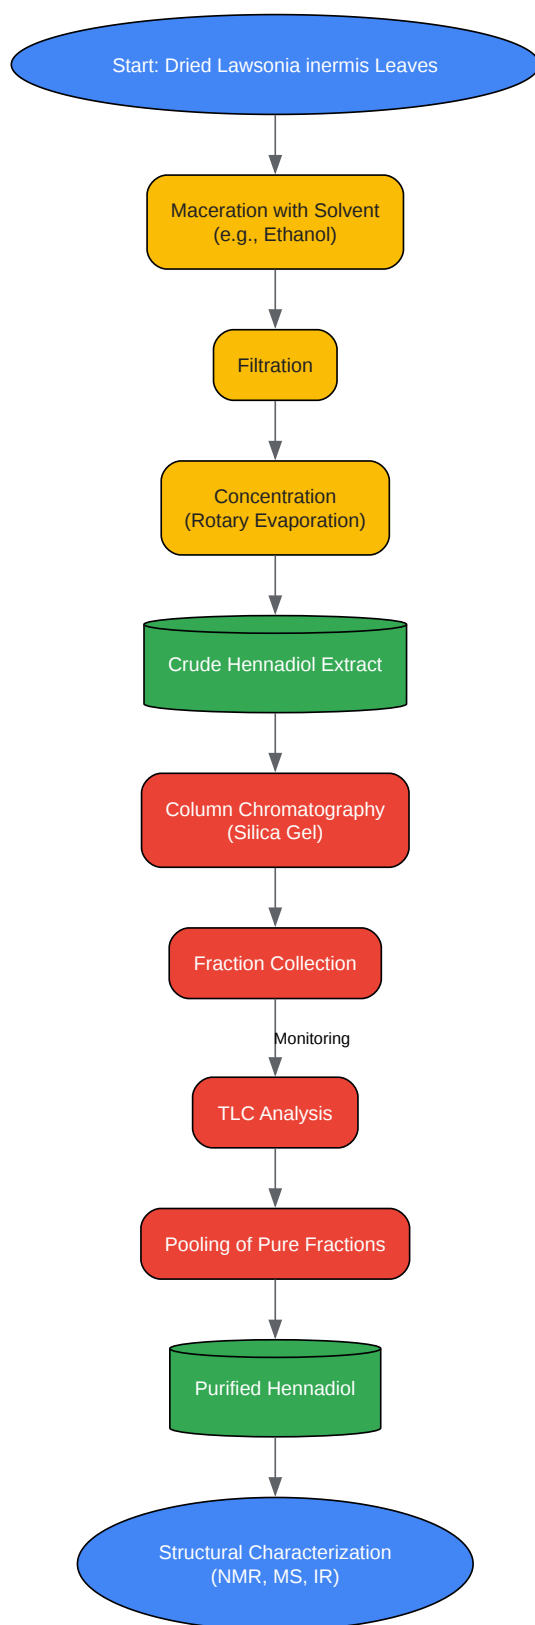 Start: Dried Lawsonia inermis Leaves
Maceration with Solvent
(e.g., Ethanol)
Filtration
Concentration
(Rotary Evaporation)
Crude Hennadiol Extract
Column Chromatography
(Silica Gel)
Fraction Collection
Monitoring
TLC Analysis
Pooling of Pure Fractions
Purified Hennadiol
Structural Characterization
(NMR, MS, IR)